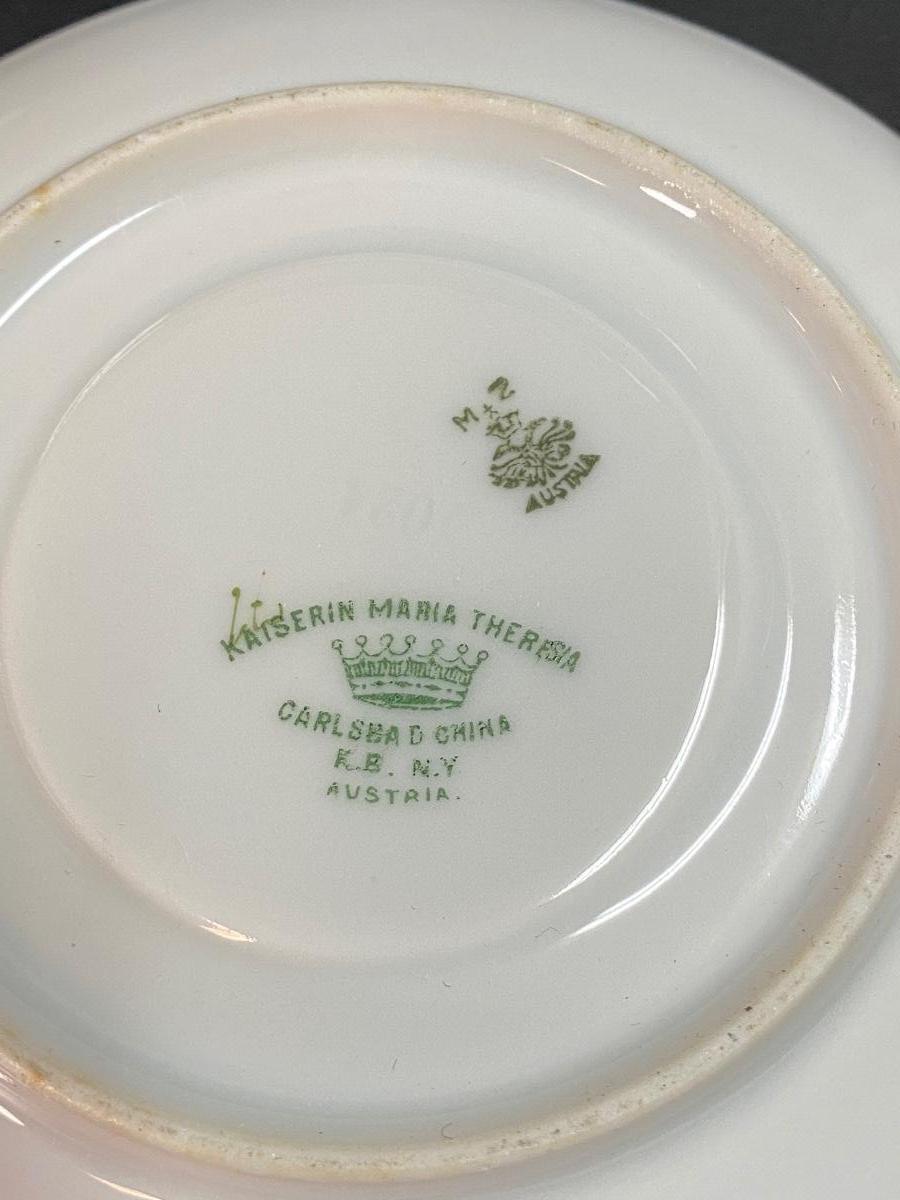 M N
AUSTRIA
KAISERIN MARIA THERESIA
CARLSBAD CHINA
K.B. N.Y
AUSTRIA.